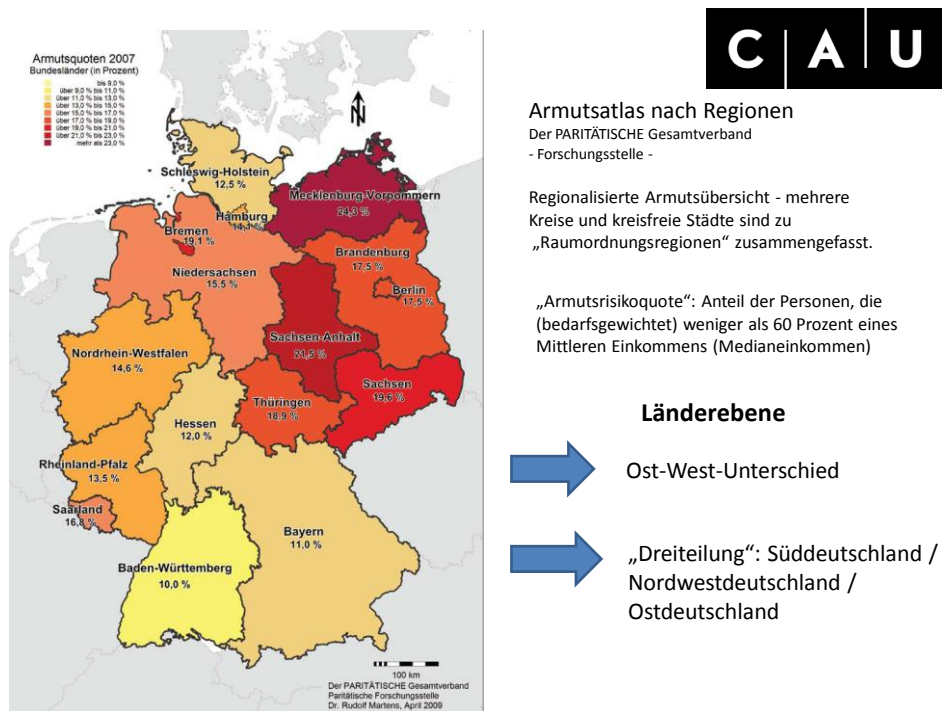 Armutsquoten 2007
Bundesländer (in Prozent)
bis 9,0 %
über 9,0 % bis 11,0 %
über 11,0 % bis 13,0 %
über 13,0 % bis 15,0 %
über 15,0 % bis 17,0 %
über 17,0 % bis 19,0 %
über 19,0 % bis 21,0 %
über 21,0 % bis 23,0 %
mehr als 23,0 %
N
Schleswig-Holstein
12,5 %
Mecklenburg-Vorpommern
24,3 %
Hamburg
14,1 %
Bremen
19,1 %
Niedersachsen
15,5 %
Brandenburg
17,5 %
Berlin
17,5 %
Sachsen-Anhalt
21,5 %
Nordrhein-Westfalen
14,6 %
Sachsen
19,6 %
Thüringen
18,9 %
Hessen
12,0 %
Rheinland-Pfalz
13,5 %
Saarland
16,8 %
Bayern
11,0 %
Baden-Württemberg
10,0 %
100 km
Der PARITÄTISCHE Gesamtverband
Paritätische Forschungsstelle
Dr. Rudolf Martens, April 2009
C A U
Armutsatlas nach Regionen
Der PARITÄTISCHE Gesamtverband
- Forschungsstelle -
Regionalisierte Armutsübersicht - mehrere
Kreise und kreisfreie Städte sind zu
„Raumordnungsregionen“ zusammengefasst.
„Armutsrisikoquote“: Anteil der Personen, die
(bedarfsgewichtet) weniger als 60 Prozent eines
Mittleren Einkommens (Medianeinkommen)
Länderebene
Ost-West-Unterschied
„Dreiteilung“: Süddeutschland /
Nordwestdeutschland /
Ostdeutschland